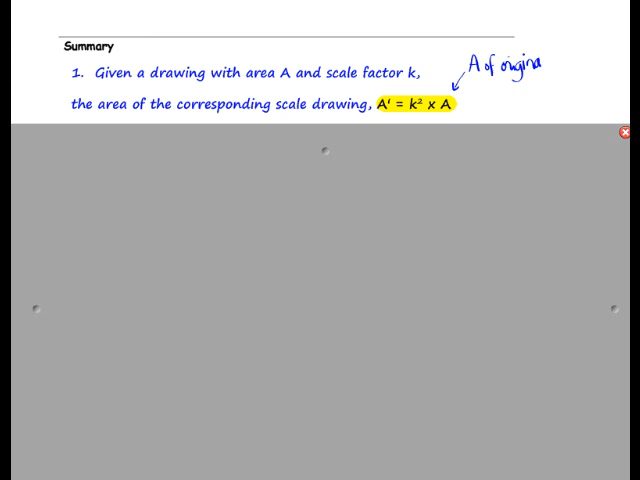 Summary
A of origina
1. Given a drawing with area A and scale factor k,
the area of the corresponding scale drawing, A' = k² x A